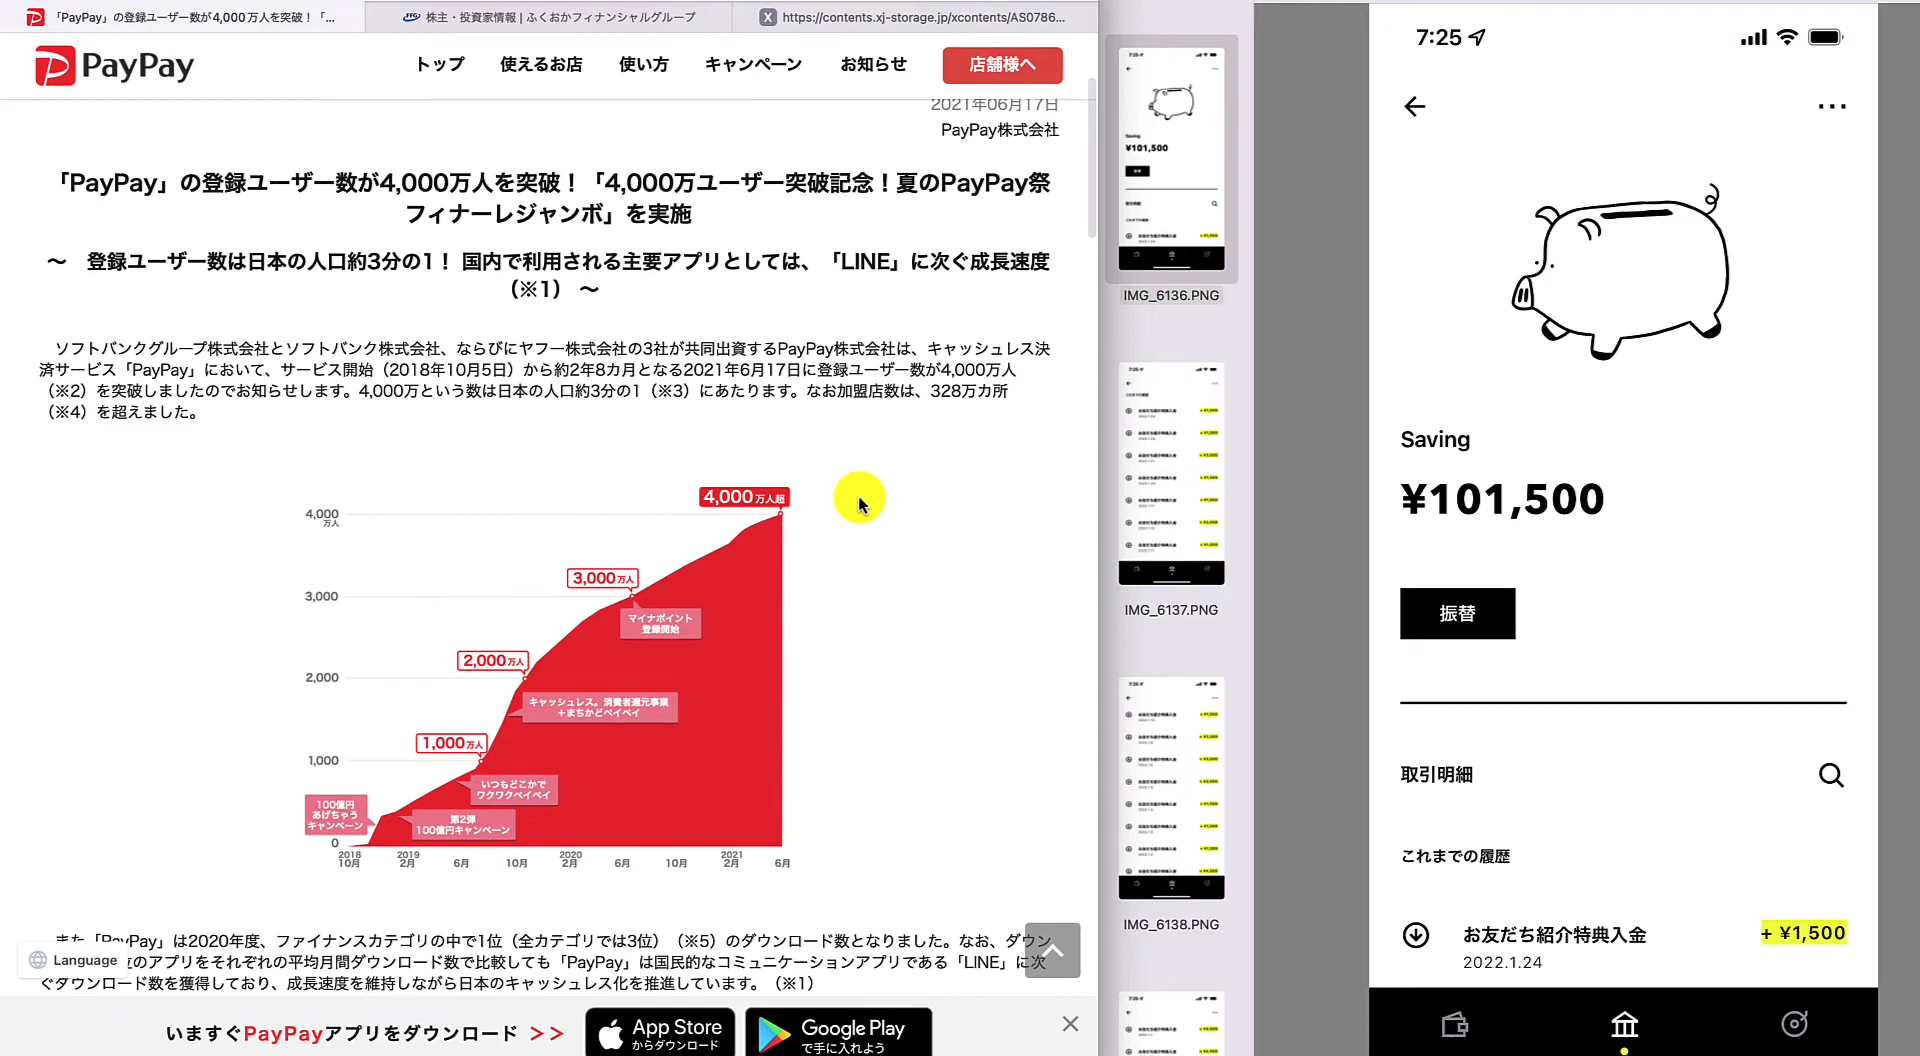 「PayPay」の登録ユーザー数が4,000万人を突破！「...
株主・投資家情報 | ふくおかフィナンシャルグループ
X https://contents.xj-storage.jp/xcontents/AS0786...
PayPay
トップ
使えるお店
使い方
キャンペーン
お知らせ
店舗様へ
2021年06月17日
PayPay株式会社
「PayPay」の登録ユーザー数が4,000万人を突破！「4,000万ユーザー突破記念！夏のPayPay祭
フィナーレジャンボ」を実施
～　登録ユーザー数は日本の人口約3分の1！ 国内で利用される主要アプリとしては、「LINE」に次ぐ成長速度
（※1） ～
ソフトバンクグループ株式会社とソフトバンク株式会社、ならびにヤフー株式会社の3社が共同出資するPayPay株式会社は、キャッシュレス決
済サービス「PayPay」において、サービス開始（2018年10月5日）から約2年8カ月となる2021年6月17日に登録ユーザー数が4,000万人
（※2）を突破しましたのでお知らせします。4,000万という数は日本の人口約3分の1（※3）にあたります。なお加盟店数は、328万カ所
（※4）を超えました。
4,000万人超
4,000
万人
3,000万人
3,000
マイナポイント
登録開始
2,000万人
2,000
キャッシュレス。消費者還元事業
＋まちかどペイペイ
1,000万人
1,000
いつもどこかで
ワクワクペイペイ
100億円
あげちゃう
キャンペーン
第2弾
100億円キャンペーン
0
2018
10月
2019
2月
6月
10月
2020
2月
6月
10月
2021
2月
6月
また「PayPay」は2020年度、ファイナンスカテゴリの中で1位（全カテゴリでは3位）（※5）のダウンロード数となりました。なお、ダウン
のアプリをそれぞれの平均月間ダウンロード数で比較しても「PayPay」は国民的なコミュニケーションアプリである「LINE」に次
ぐダウンロード数を獲得しており、成長速度を維持しながら日本のキャッシュレス化を推進しています。（※1）
Language
いますぐPayPayアプリをダウンロード >>
App Store
からダウンロード
Google Play
で手に入れよう
7:25
Saving
¥101,500
IMG_6136.PNG
IMG_6137.PNG
IMG_6138.PNG
7:25
Saving
¥101,500
振替
取引明細
これまでの履歴
お友だち紹介特典入金
+ ¥1,500
2022.1.24